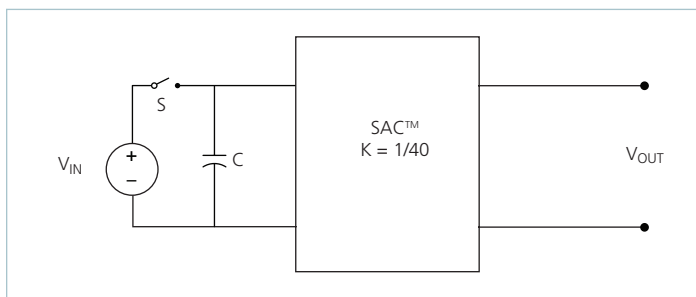 S
SAC™
K = 1/40
V_IN
+
−
C
V_OUT